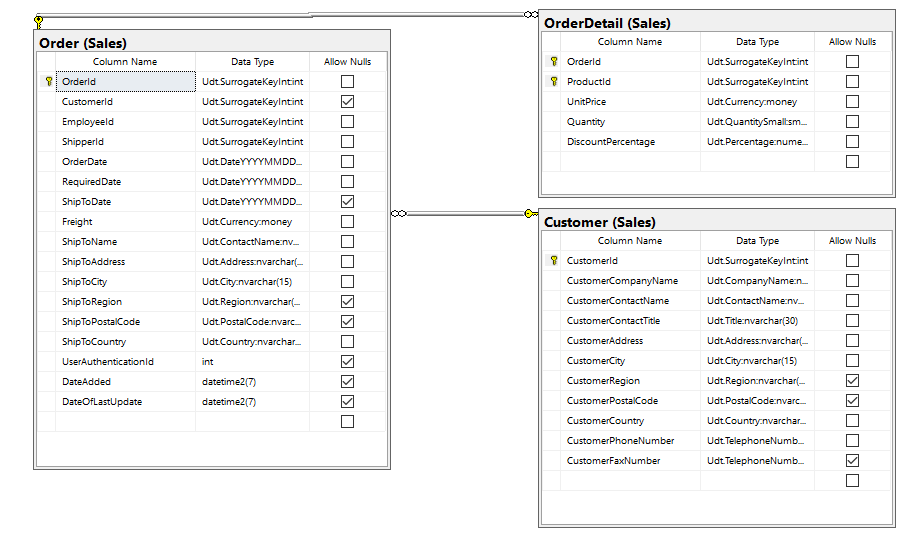 Order (Sales)
Column Name Data Type Allow Nulls
OrderId Udt.SurrogateKeyInt:int
CustomerId Udt.SurrogateKeyInt:int
EmployeeId Udt.SurrogateKeyInt:int
ShipperId Udt.SurrogateKeyInt:int
OrderDate Udt.DateYYYYMMDD...
RequiredDate Udt.DateYYYYMMDD...
ShipToDate Udt.DateYYYYMMDD...
Freight Udt.Currency:money
ShipToName Udt.ContactName:nv...
ShipToAddress Udt.Address:nvarchar(...
ShipToCity Udt.City:nvarchar(15)
ShipToRegion Udt.Region:nvarchar(...
ShipToPostalCode Udt.PostalCode:nvarc...
ShipToCountry Udt.Country:nvarchar...
UserAuthenticationId int
DateAdded datetime2(7)
DateOfLastUpdate datetime2(7)
OrderDetail (Sales)
Column Name Data Type Allow Nulls
OrderId Udt.SurrogateKeyInt:int
ProductId Udt.SurrogateKeyInt:int
UnitPrice Udt.Currency:money
Quantity Udt.QuantitySmall:sm...
DiscountPercentage Udt.Percentage:nume...
Customer (Sales)
Column Name Data Type Allow Nulls
CustomerId Udt.SurrogateKeyInt:int
CustomerCompanyName Udt.CompanyName:n...
CustomerContactName Udt.ContactName:nv...
CustomerContactTitle Udt.Title:nvarchar(30)
CustomerAddress Udt.Address:nvarchar(...
CustomerCity Udt.City:nvarchar(15)
CustomerRegion Udt.Region:nvarchar(...
CustomerPostalCode Udt.PostalCode:nvarc...
CustomerCountry Udt.Country:nvarchar...
CustomerPhoneNumber Udt.TelephoneNumb...
CustomerFaxNumber Udt.TelephoneNumb...